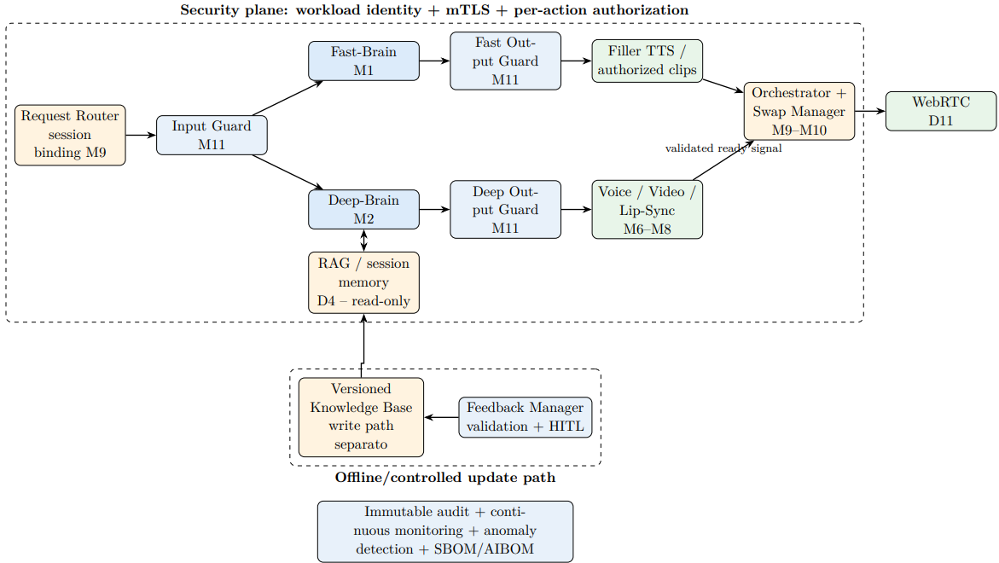 Security plane: workload identity + mTLS + per-action authorization
Request Router
session
binding M9
Input Guard
M11
Fast-Brain
M1
Fast Out-
put Guard
M11
Filler TTS /
authorized clips
Orchestrator +
Swap Manager
M9–M10
WebRTC
D11
validated ready signal
Deep-Brain
M2
Deep Out-
put Guard
M11
Voice / Video /
Lip-Sync
M6–M8
RAG / session
memory
D4 – read-only
Versioned
Knowledge Base
write path
separato
Feedback Manager
validation + HITL
Offline/controlled update path
Immutable audit + conti-
nuous monitoring + anomaly
detection + SBOM/AIBOM